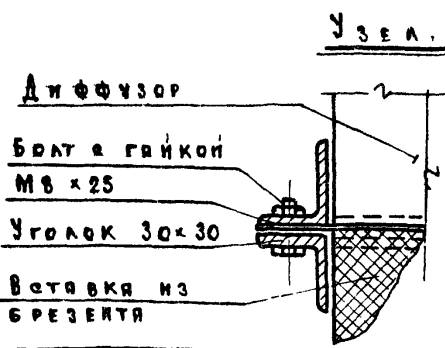 Узел.
Диффузор
Болт с гайкой
М8 × 25
Уголок 30×30
Вставка из
брезента